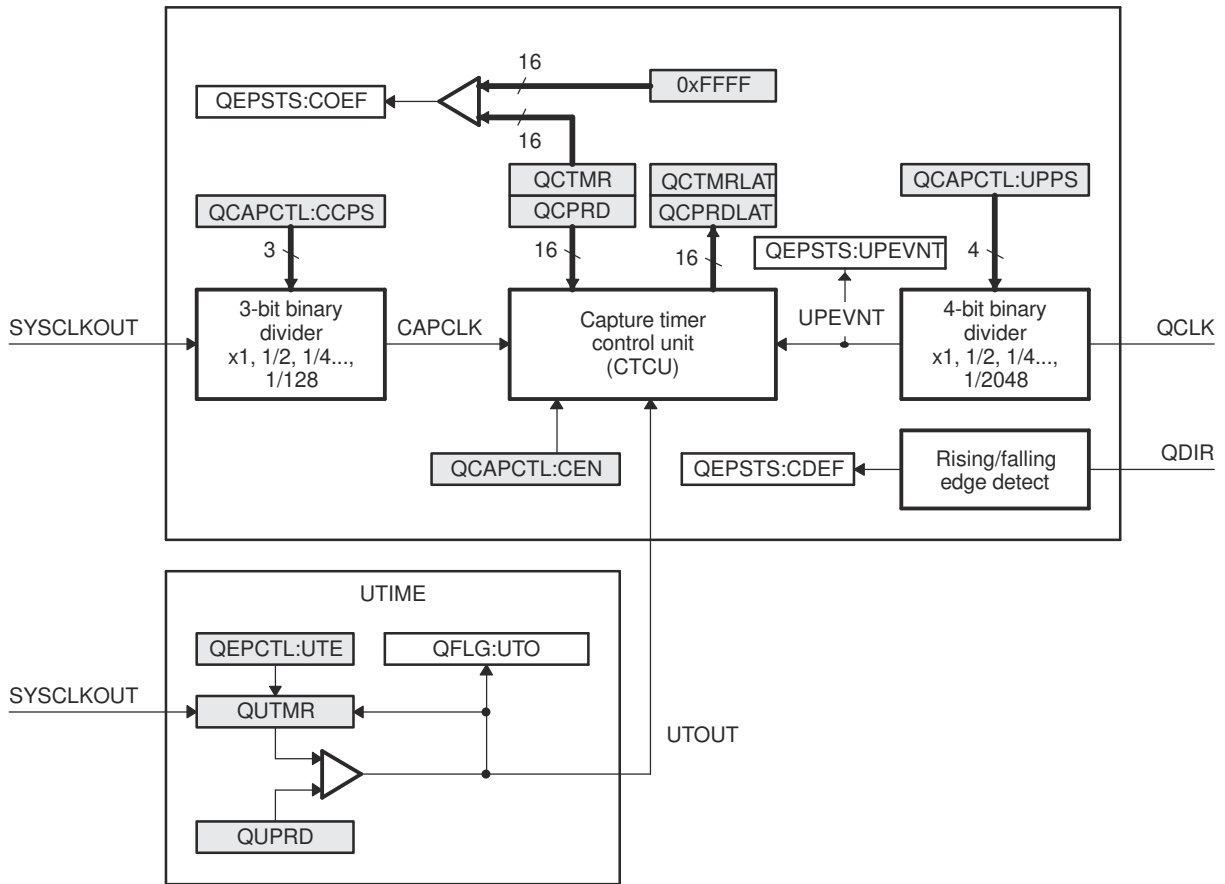 16
0xFFFF
QEPSTS:COEF
16
QCTMR
QCTMRLAT
QCAPCTL:UPPS
QCAPCTL:CCPS
QCPRD
QCPRDLAT
3
16
16
QEPSTS:UPEVNT
4
SYSCLKOUT
3-bit binary
divider
x1, 1/2, 1/4...,
1/128
CAPCLK
Capture timer
control unit
(CTCU)
UPEVNT
4-bit binary
divider
x1, 1/2, 1/4...,
1/2048
QCLK
QCAPCTL:CEN
QEPSTS:CDEF
Rising/falling
edge detect
QDIR
UTIME
QEPCTL:UTE
QFLG:UTO
SYSCLKOUT
QUTMR
UTOUT
QUPRD